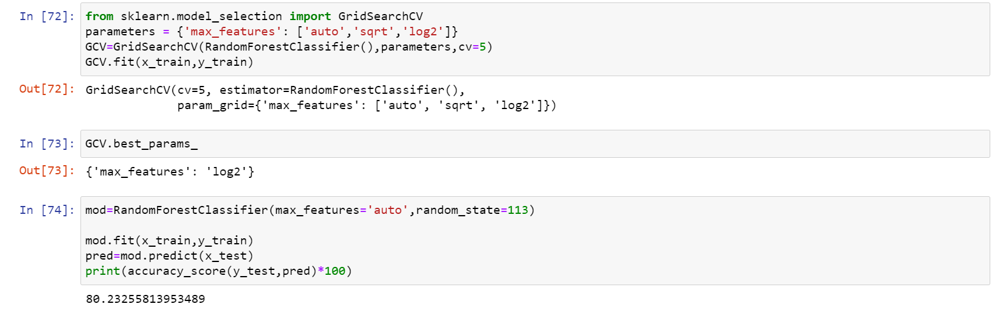 In [72]: from sklearn.model_selection import GridSearchCV
parameters = {'max_features': ['auto','sqrt','log2']}
GCV=GridSearchCV(RandomForestClassifier(),parameters,cv=5)
GCV.fit(x_train,y_train)
Out[72]: GridSearchCV(cv=5, estimator=RandomForestClassifier(),
param_grid={'max_features': ['auto', 'sqrt', 'log2']})
In [73]: GCV.best_params_
Out[73]: {'max_features': 'log2'}
In [74]: mod=RandomForestClassifier(max_features='auto',random_state=113)
mod.fit(x_train,y_train)
pred=mod.predict(x_test)
print(accuracy_score(y_test,pred)*100)
80.23255813953489